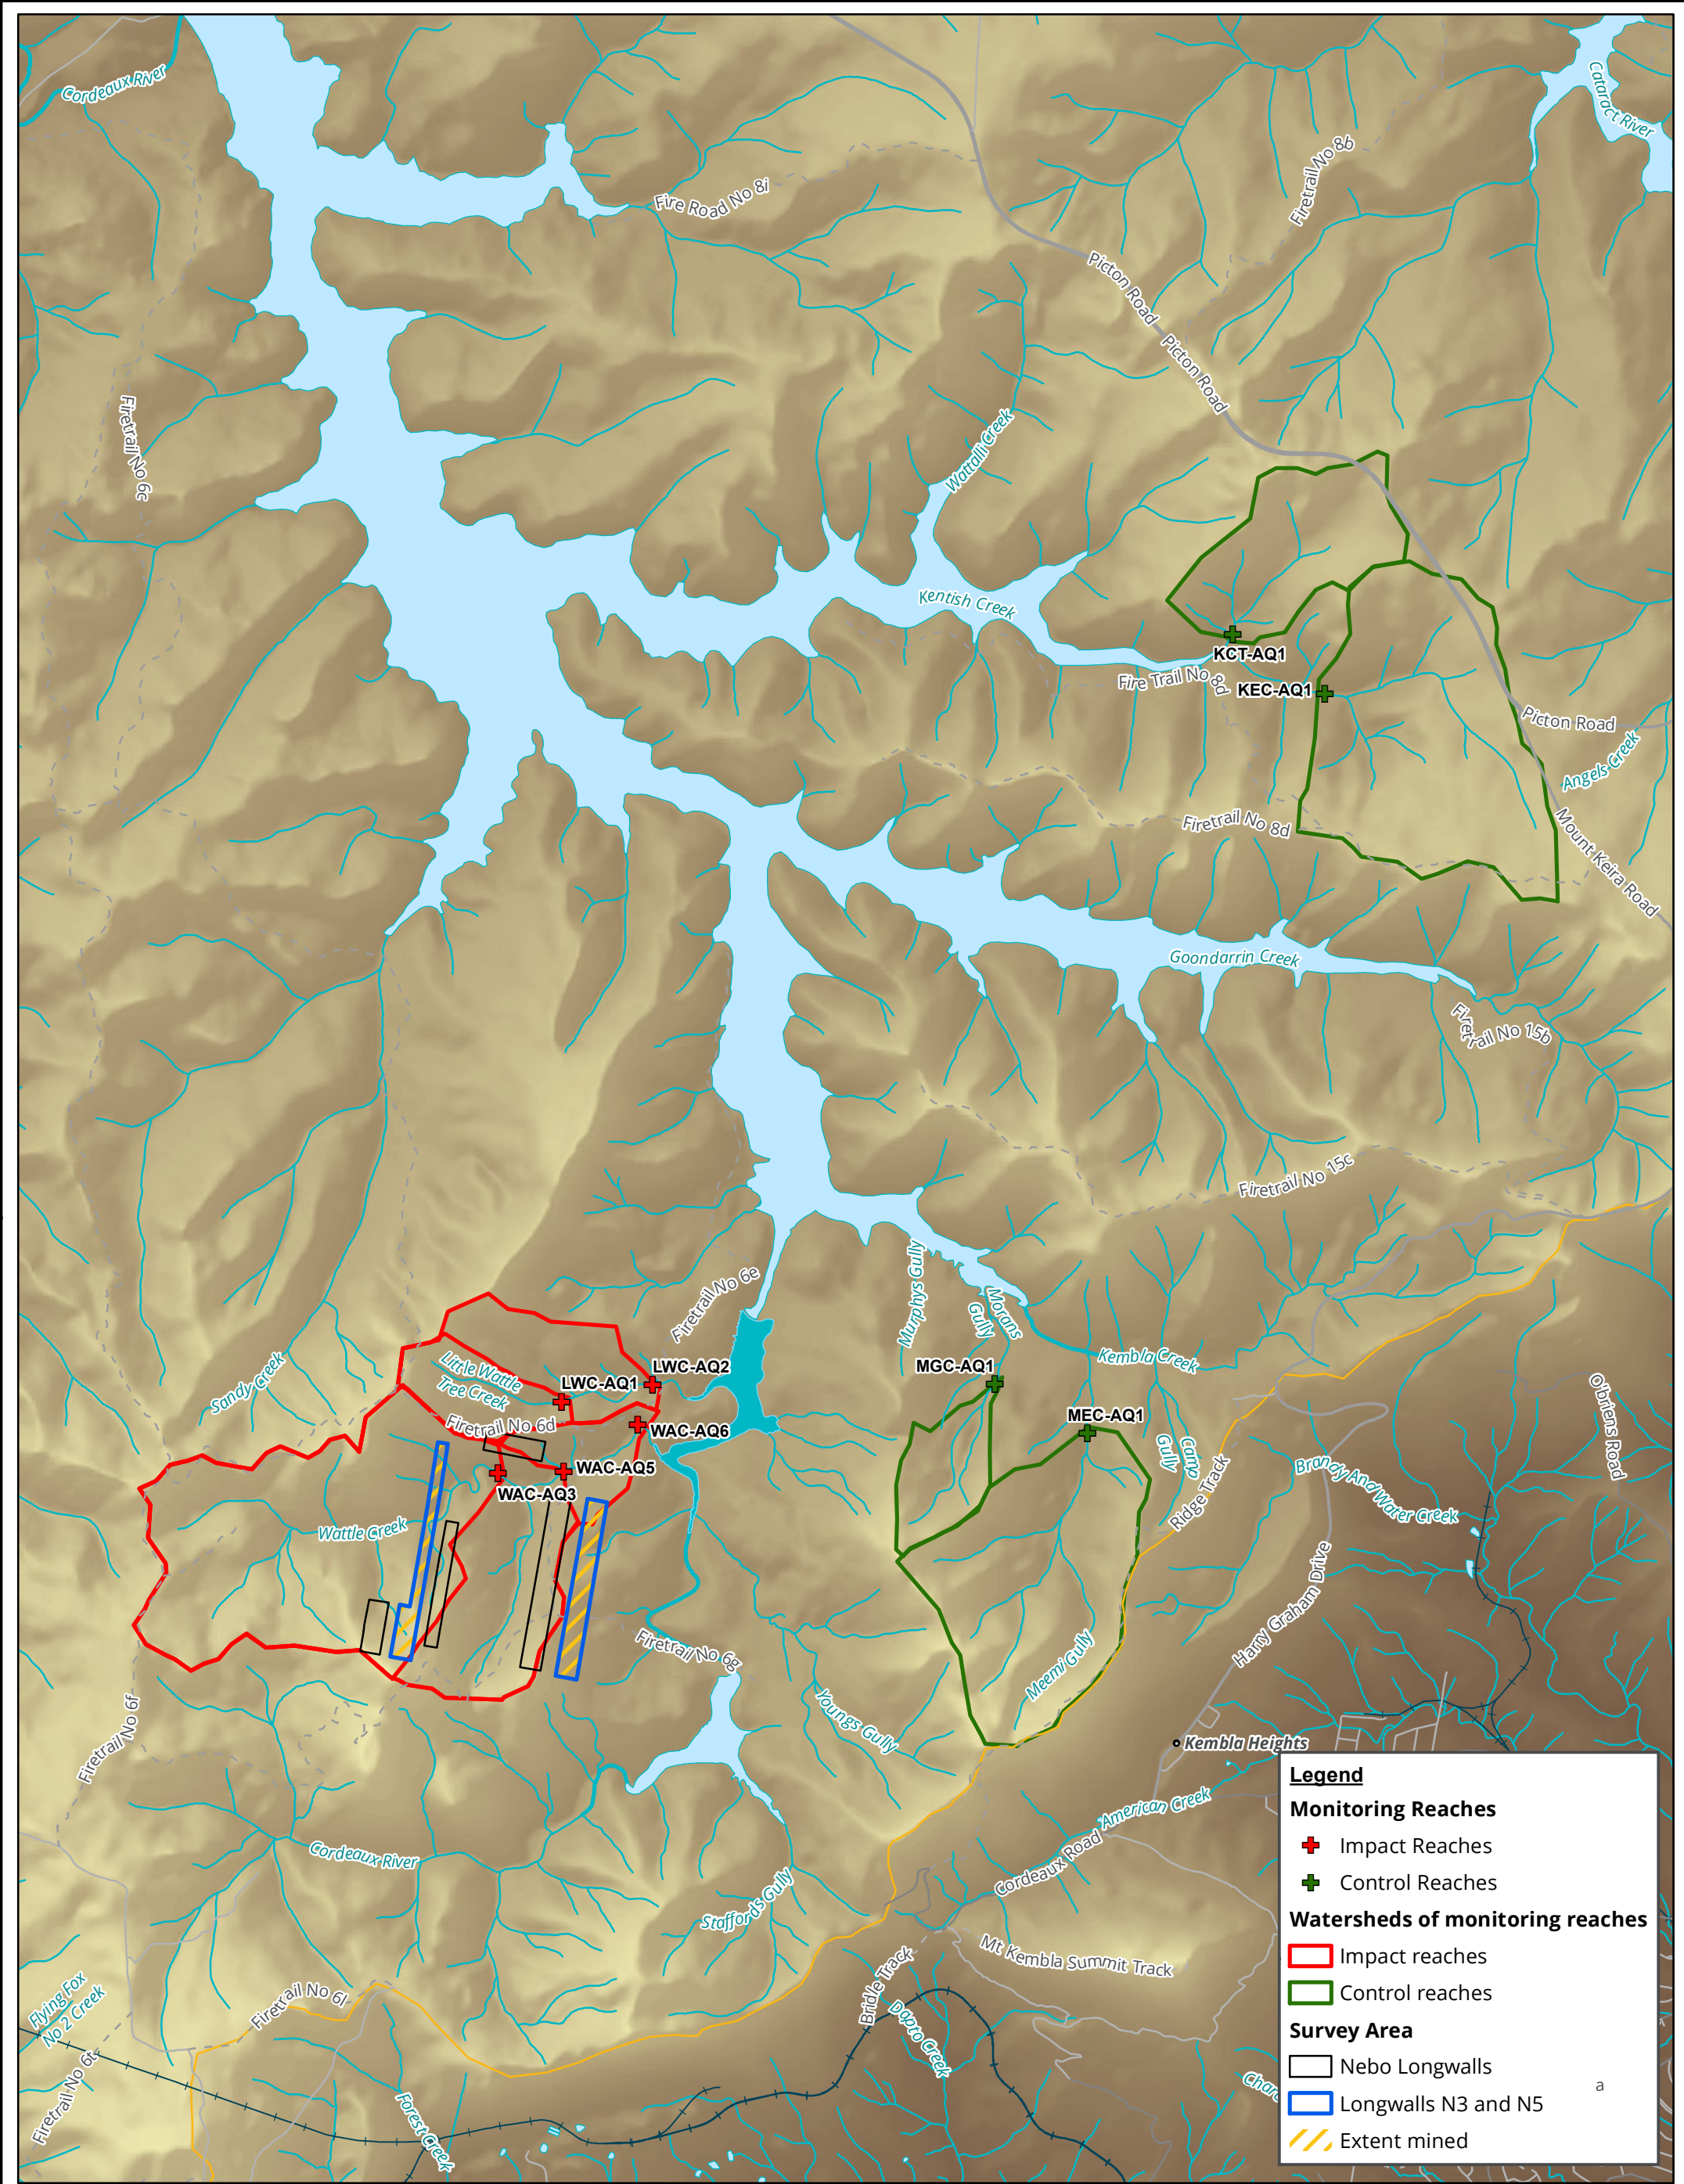 Cordeaux River
Cataract River
Firetrail No 8b
Fire Road No 8i
Picton Road
Picton Road
Firetrail No 6c
Wattalli Creek
Kentish Creek
KCT-AQ1
Fire Trail No 8d
KEC-AQ1
Picton Road
Angels Creek
Firetrail No 8d
Mount Keira Road
Goondarrin Creek
Firetrail No 15b
Firetrail No 15c
Murphys Gully
Morans
Gully
Firetrail No 6e
Kembla Creek
Sandy Creek
Little Wattle
Tree Creek
LWC-AQ1
LWC-AQ2
MGC-AQ1
MEC-AQ1
Firetrail No 6d
WAC-AQ6
WAC-AQ5
WAC-AQ3
Wattle Creek
Camp
Gully
Ridge Track
Brandy And Water Creek
O'briens Road
Harry Graham Drive
Firetrail No 6g
Meemi Gully
Youngs Gully
Firetrail No 6f
Kembla Heights
American Creek
Cordeaux Road
Cordeaux River
Staffords Gully
Mt Kembla Summit Track
Bridle Track
Dapto Creek
Firetrail No 6l
Flying Fox
No 2 Creek
Firetrail No 6t
Forest Creek
Legend
Monitoring Reaches
Impact Reaches
Control Reaches
Watersheds of monitoring reaches
Impact reaches
Control reaches
Survey Area
Nebo Longwalls
a
Longwalls N3 and N5
Extent mined